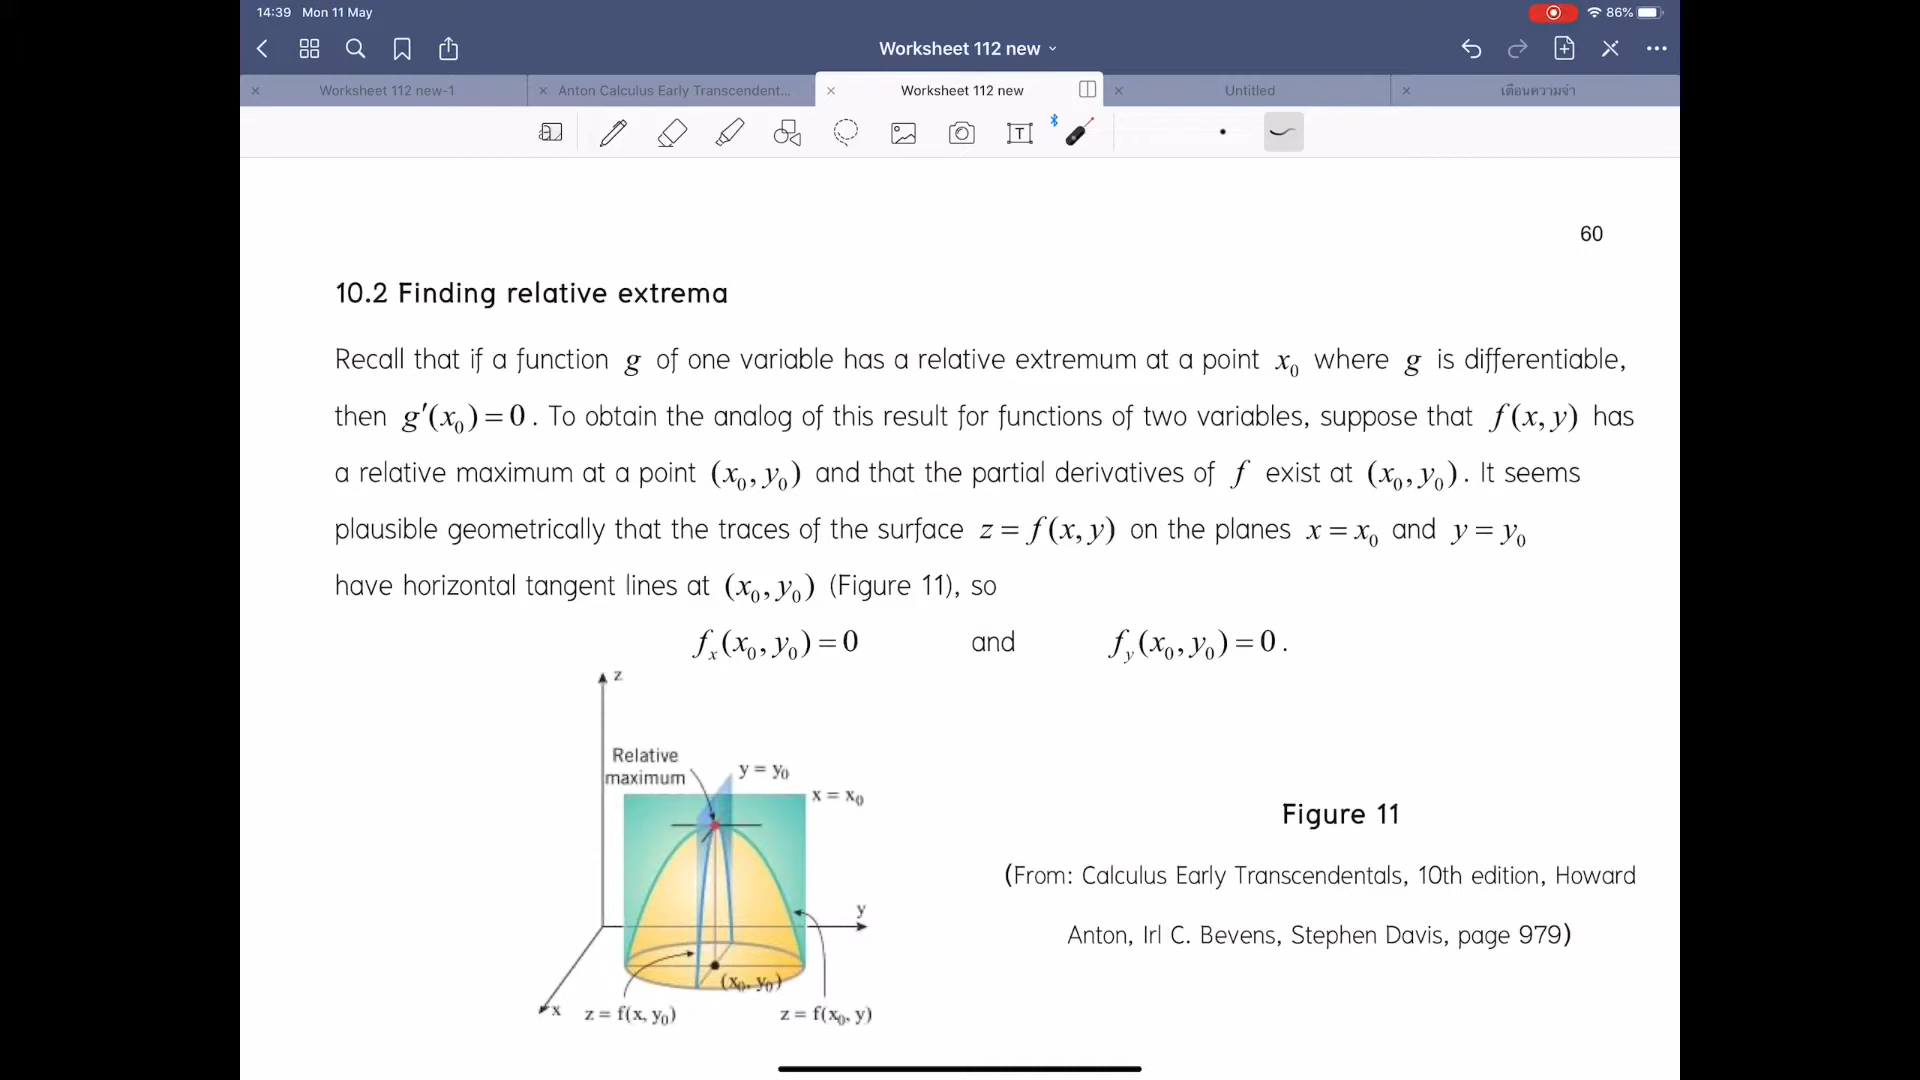 14:39 Mon 11 May
86%
Worksheet 112 new
Worksheet 112 new-1
Anton Calculus Early Transcendent...
Worksheet 112 new
Untitled
เตือนความจำ
T
60
10.2 Finding relative extrema
Recall that if a function g of one variable has a relative extremum at a point x₀ where g is differentiable,
then g′(x₀) = 0 . To obtain the analog of this result for functions of two variables, suppose that f(x, y) has
a relative maximum at a point (x₀, y₀) and that the partial derivatives of f exist at (x₀, y₀) . It seems
plausible geometrically that the traces of the surface z = f(x, y) on the planes x = x₀ and y = y₀
have horizontal tangent lines at (x₀, y₀) (Figure 11), so
fₓ(x₀, y₀) = 0 and f_y(x₀, y₀) = 0 .
z
Relative
maximum
y = y₀
x = x₀
y
(x₀, y₀)
x
z = f(x, y₀)
z = f(x₀, y)
Figure 11
(From: Calculus Early Transcendentals, 10th edition, Howard
Anton, Irl C. Bevens, Stephen Davis, page 979)